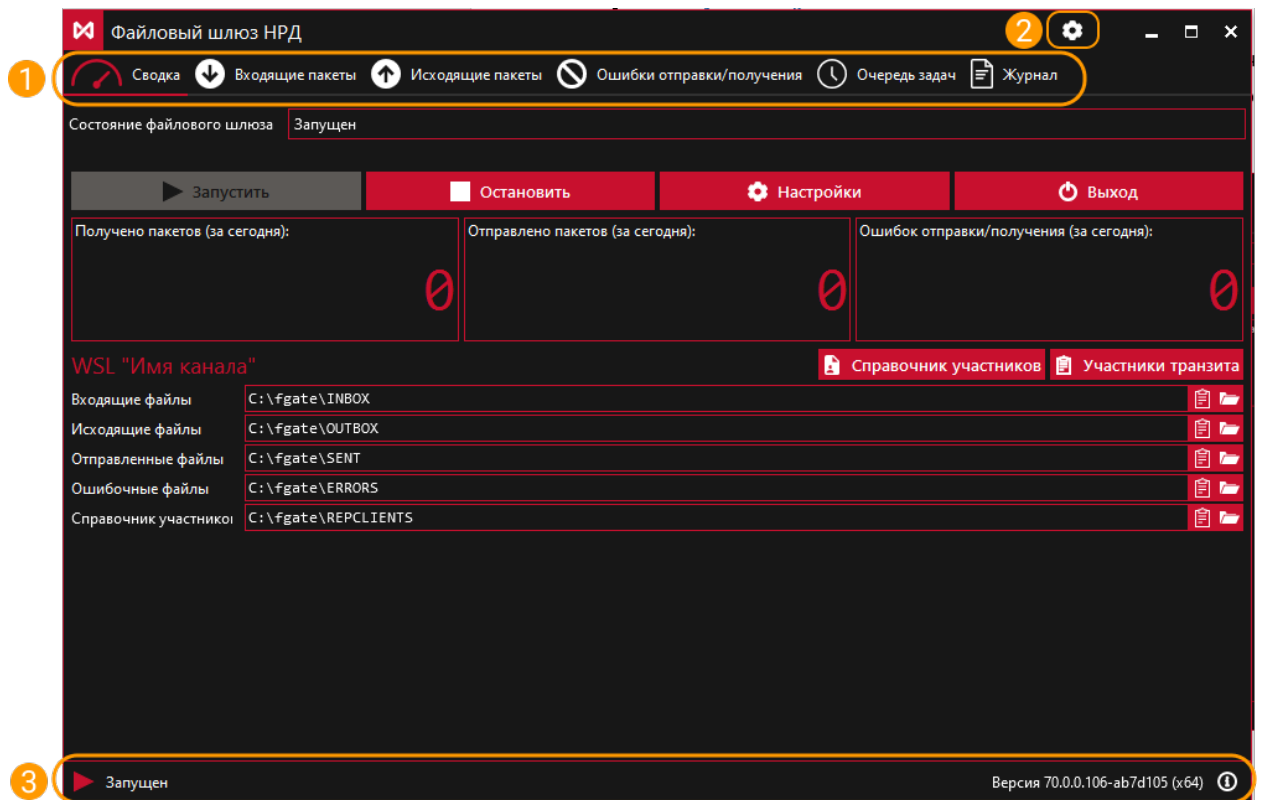 Файловый шлюз НРД
2
1
Сводка Входящие пакеты Исходящие пакеты Ошибки отправки/получения Очередь задач Журнал
Состояние файлового шлюза Запущен
Запустить Остановить Настройки Выход
Получено пакетов (за сегодня): Отправлено пакетов (за сегодня): Ошибок отправки/получения (за сегодня):
0 0 0
WSL "Имя канала" Справочник участников Участники транзита
Входящие файлы C:\fgate\INBOX
Исходящие файлы C:\fgate\OUTBOX
Отправленные файлы C:\fgate\SENT
Ошибочные файлы C:\fgate\ERRORS
Справочник участников C:\fgate\REPCLIENTS
3
Запущен Версия 70.0.0.106-ab7d105 (x64)